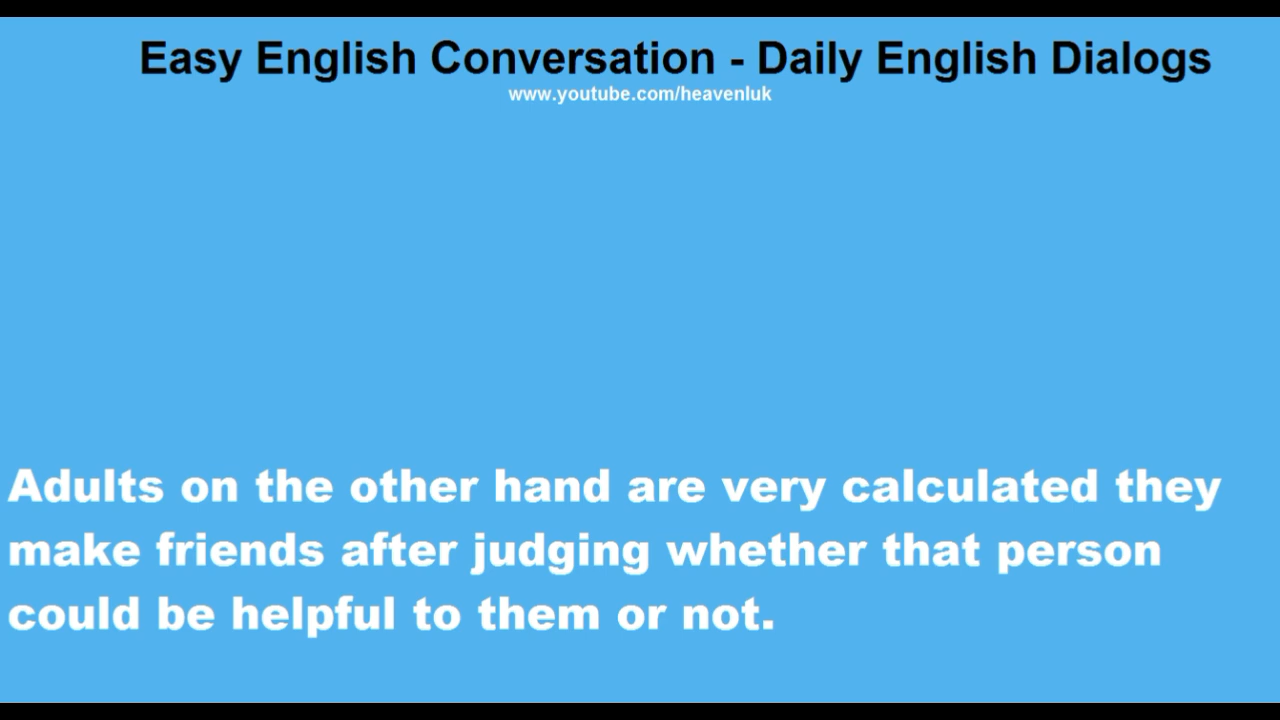 Easy English Conversation - Daily English Dialogs
www.youtube.com/heavenluk
Adults on the other hand are very calculated they
make friends after judging whether that person
could be helpful to them or not.